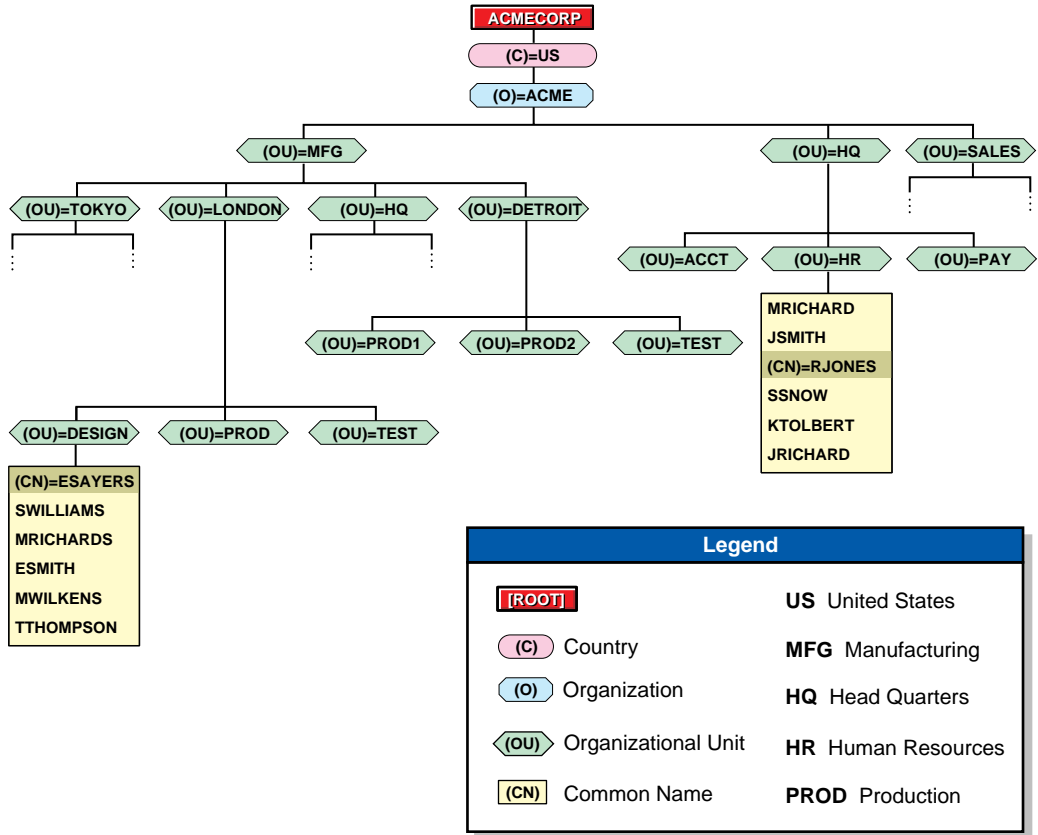 ACMECORP
(C)=US
(O)=ACME
(OU)=MFG
(OU)=HQ
(OU)=SALES
(OU)=TOKYO
(OU)=LONDON
(OU)=HQ
(OU)=DETROIT
(OU)=ACCT
(OU)=HR
(OU)=PAY
MRICHARD
JSMITH
(CN)=RJONES
SSNOW
KTOLBERT
JRICHARD
(OU)=PROD1
(OU)=PROD2
(OU)=TEST
(OU)=DESIGN
(OU)=PROD
(OU)=TEST
(CN)=ESAYERS
SWILLIAMS
MRICHARDS
ESMITH
MWILKENS
TTHOMPSON
Legend
[ROOT]
(C) Country
(O) Organization
(OU) Organizational Unit
(CN) Common Name
US United States
MFG Manufacturing
HQ Head Quarters
HR Human Resources
PROD Production